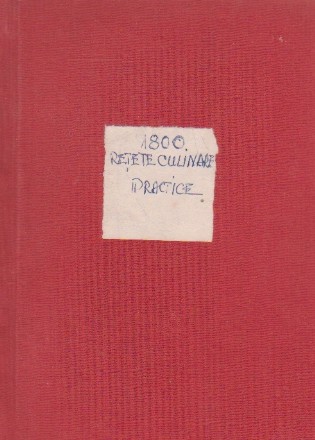 1800.
REȚETE CULINARE
PRACTICE